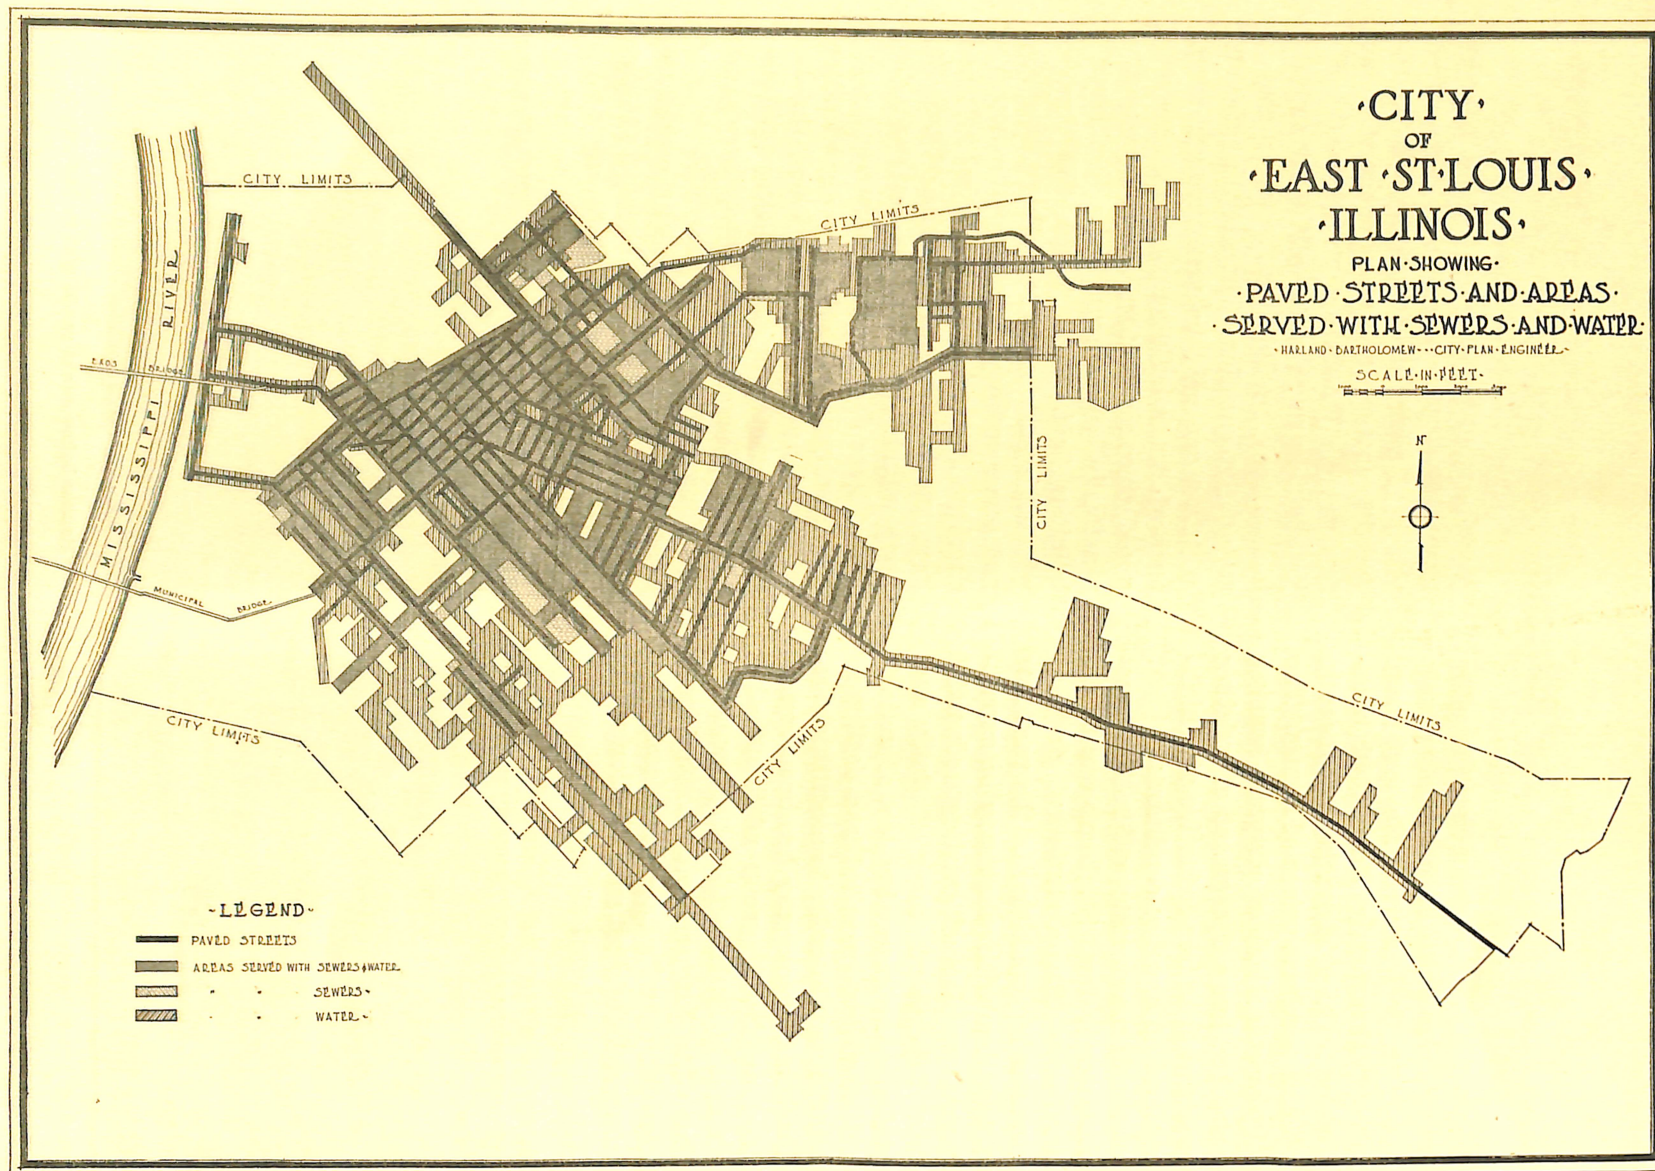 ·CITY·
OF
·EAST·ST·LOUIS·
·ILLINOIS·
PLAN·SHOWING·
·PAVED·STREETS·AND·AREAS·
·SERVED·WITH·SEWERS·AND·WATER·
-HARLAND·BARTHOLOMEW---CITY·PLAN·ENGINEER-
SCALE·IN·FEET·
N
CITY LIMITS
CITY LIMITS
CITY LIMITS
CITY LIMITS
CITY LIMITS
CITY LIMITS
MISSISSIPPI RIVER
EADS BRIDGE
MUNICIPAL BRIDGE
-LEGEND-
PAVED STREETS
AREAS SERVED WITH SEWERS & WATER
" " SEWERS-
" " WATER-